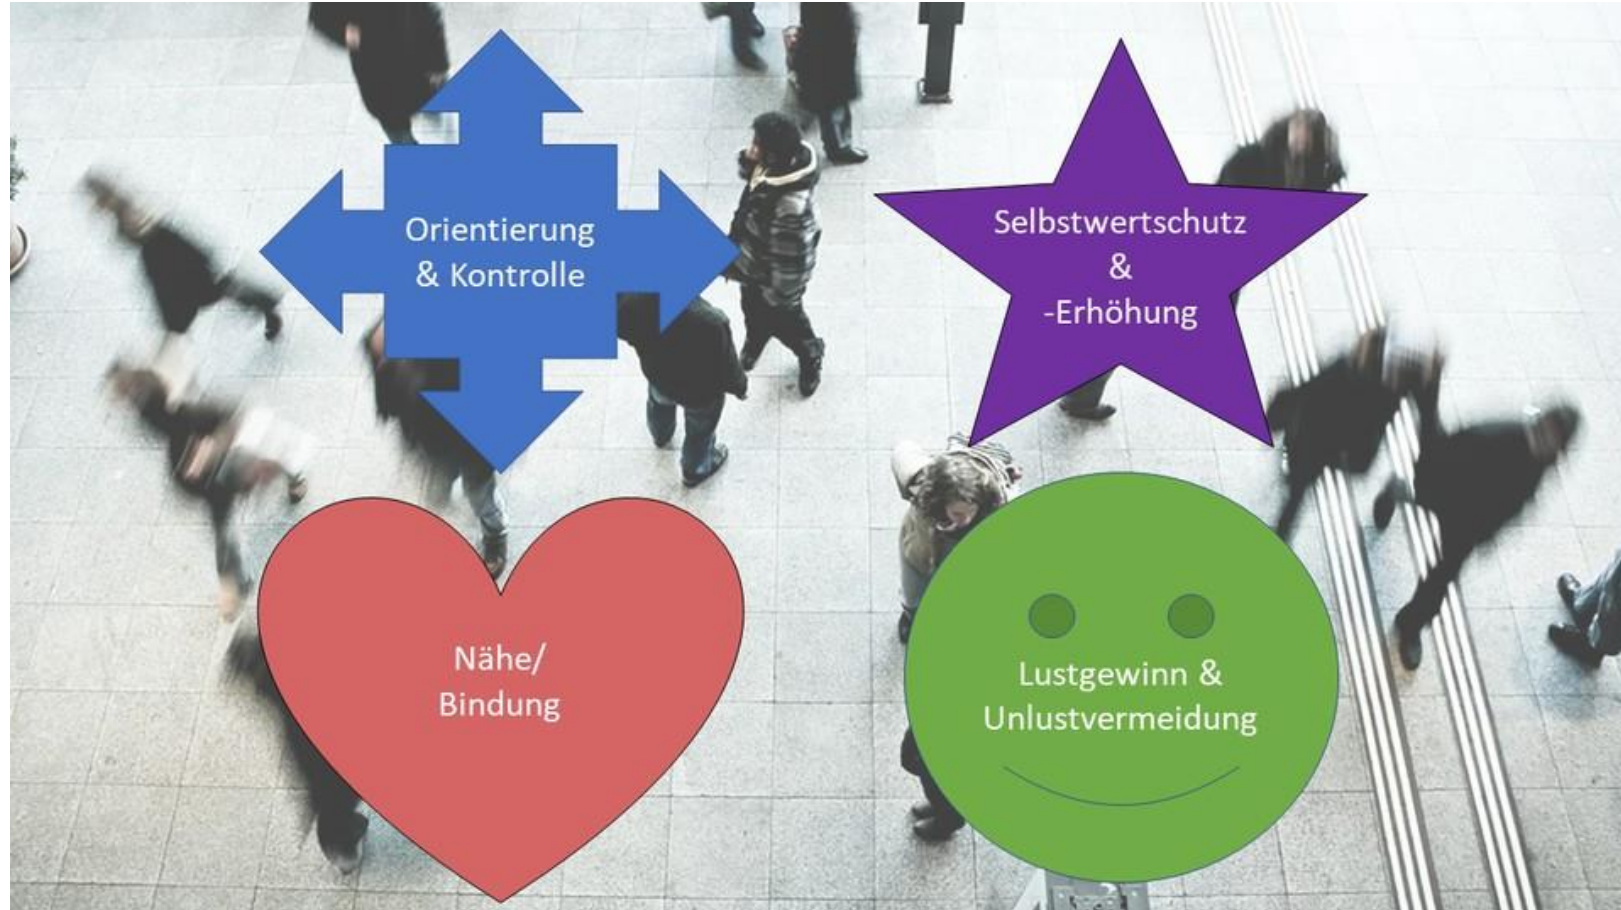 Orientierung
& Kontrolle
Selbstwertschutz
&
-Erhöhung
Nähe/
Bindung
Lustgewinn &
Unlustvermeidung